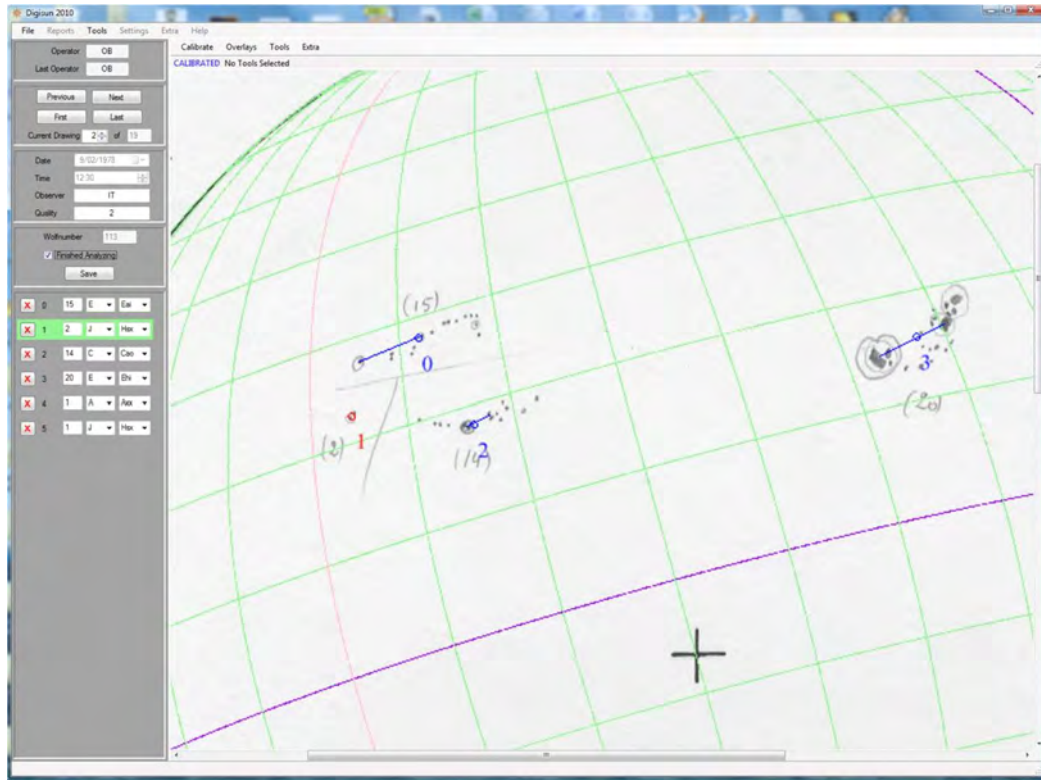 Digisun 2010
File Reports Tools Settings Extra Help
Operator OB
Last Operator OB
Previous Next
First Last
Current Drawing 2 of 19
Date 6/02/1978
Time 12:30
Observer IT
Quality 2
Wolfnumber 113
Finished Analyzing
Save
X 0 15 E Eai
X 1 2 J Hsx
X 2 14 C Cao
X 3 20 E Ehi
X 4 1 A Axx
X 5 1 J Hsx
Calibrate Overlays Tools Extra
CALIBRATED No Tools Selected
(15)
0
3
(20)
1
(2)
2
(14)